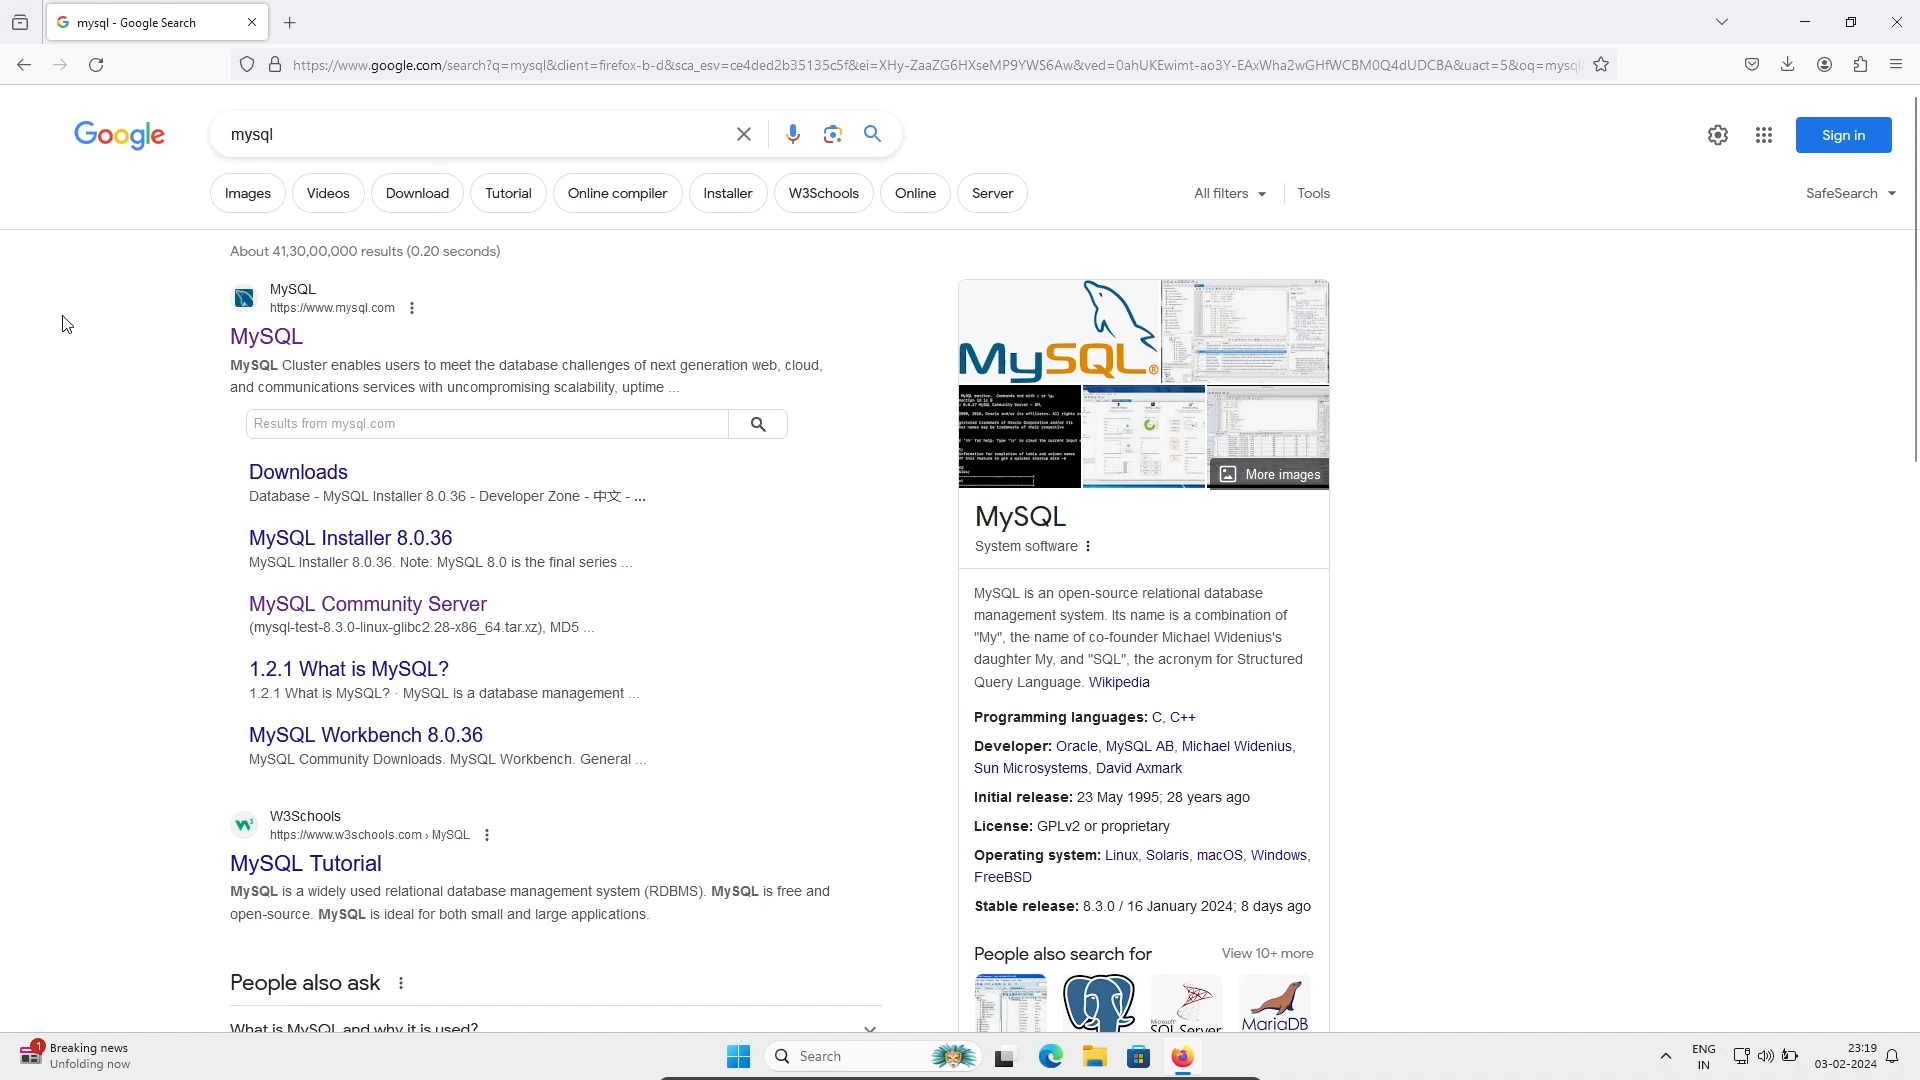 mysql - Google Search
https://www.google.com/search?q=mysql&client=firefox-b-d&sca_esv=ce4ded2b35135c5f&ei=XHy-ZaaZG6HXseMP9YWS6Aw&ved=0ahUKEwimt-ao3Y-EAxWha2wGHfWCBM0Q4dUDCBA&uact=5&oq=mysql
Google
mysql
Sign in
Images
Videos
Download
Tutorial
Online compiler
Installer
W3Schools
Online
Server
All filters
Tools
SafeSearch
About 41,30,00,000 results (0.20 seconds)
MySQL
https://www.mysql.com
MySQL
MySQL Cluster enables users to meet the database challenges of next generation web, cloud,
and communications services with uncompromising scalability, uptime ...
Results from mysql.com
Downloads
Database - MySQL Installer 8.0.36 - Developer Zone - 中文 - ...
MySQL Installer 8.0.36
MySQL Installer 8.0.36. Note: MySQL 8.0 is the final series ...
MySQL Community Server
(mysql-test-8.3.0-linux-glibc2.28-x86_64.tar.xz), MD5 ...
1.2.1 What is MySQL?
1.2.1 What is MySQL? · MySQL is a database management ...
MySQL Workbench 8.0.36
MySQL Community Downloads. MySQL Workbench. General ...
W3Schools
https://www.w3schools.com › MySQL
MySQL Tutorial
MySQL is a widely used relational database management system (RDBMS). MySQL is free and
open-source. MySQL is ideal for both small and large applications.
People also ask
What is MySQL and why it is used?
MySQL®
More images
MySQL
System software
MySQL is an open-source relational database
management system. Its name is a combination of
"My", the name of co-founder Michael Widenius's
daughter My, and "SQL", the acronym for Structured
Query Language. Wikipedia
Programming languages: C, C++
Developer: Oracle, MySQL AB, Michael Widenius,
Sun Microsystems, David Axmark
Initial release: 23 May 1995; 28 years ago
License: GPLv2 or proprietary
Operating system: Linux, Solaris, macOS, Windows,
FreeBSD
Stable release: 8.3.0 / 16 January 2024; 8 days ago
People also search for
View 10+ more
Microsoft
SQL Server
MariaDB
1
Breaking news
Unfolding now
Search
ENG
IN
23:19
03-02-2024